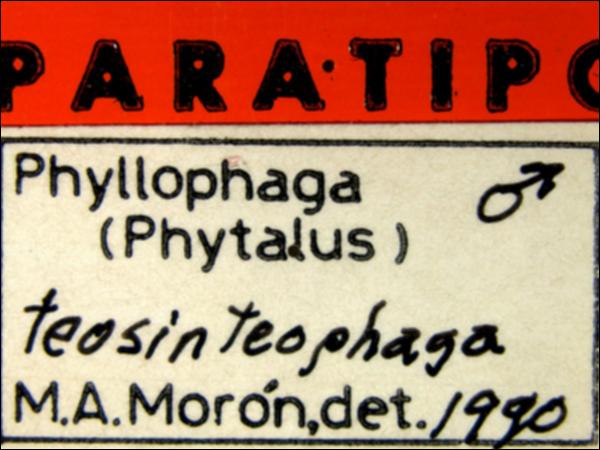 PARATIPO
Phyllophaga ♂
(Phytalus)
teosinteophaga
M.A.Morón,det.1990